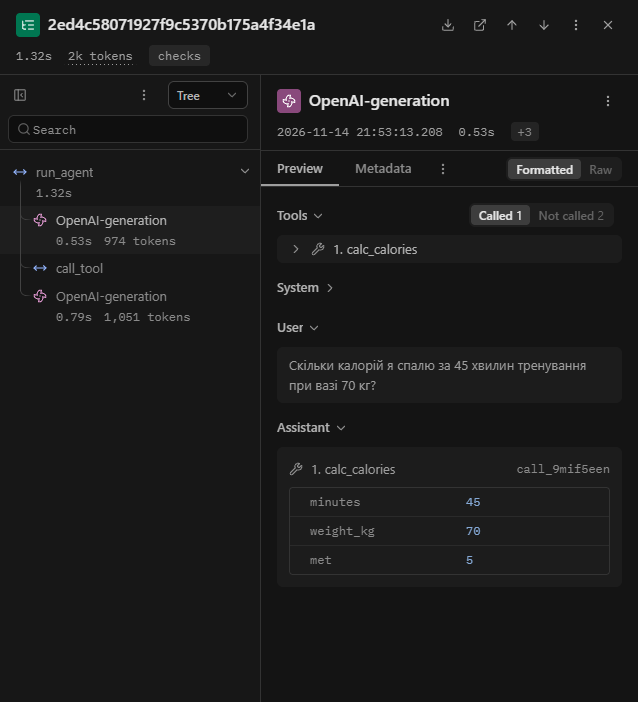 2ed4c58071927f9c5370b175a4f34e1a
1.32s 2k tokens checks
Tree
Search
run_agent
1.32s
OpenAI-generation
0.53s 974 tokens
call_tool
OpenAI-generation
0.79s 1,051 tokens
OpenAI-generation
2026-11-14 21:53:13.208 0.53s +3
Preview Metadata Formatted Raw
Tools Called 1 Not called 2
1. calc_calories
System
User
Скільки калорій я спалю за 45 хвилин тренування
при вазі 70 кг?
Assistant
1. calc_calories call_9mif5een
minutes 45
weight_kg 70
met 5